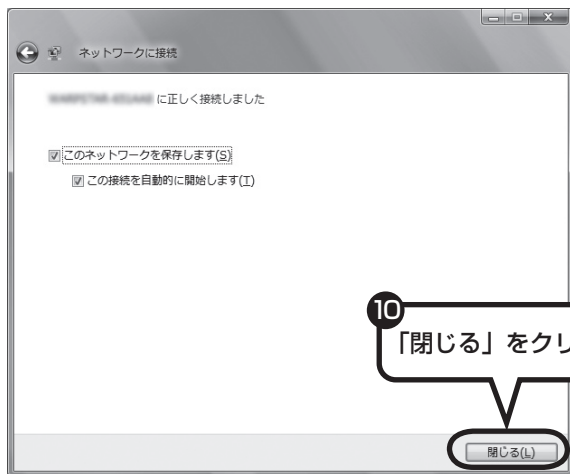 ネットワークに接続
に正しく接続しました
このネットワークを保存します(S)
この接続を自動的に開始します(T)
10
「閉じる」をクリ
閉じる(L)